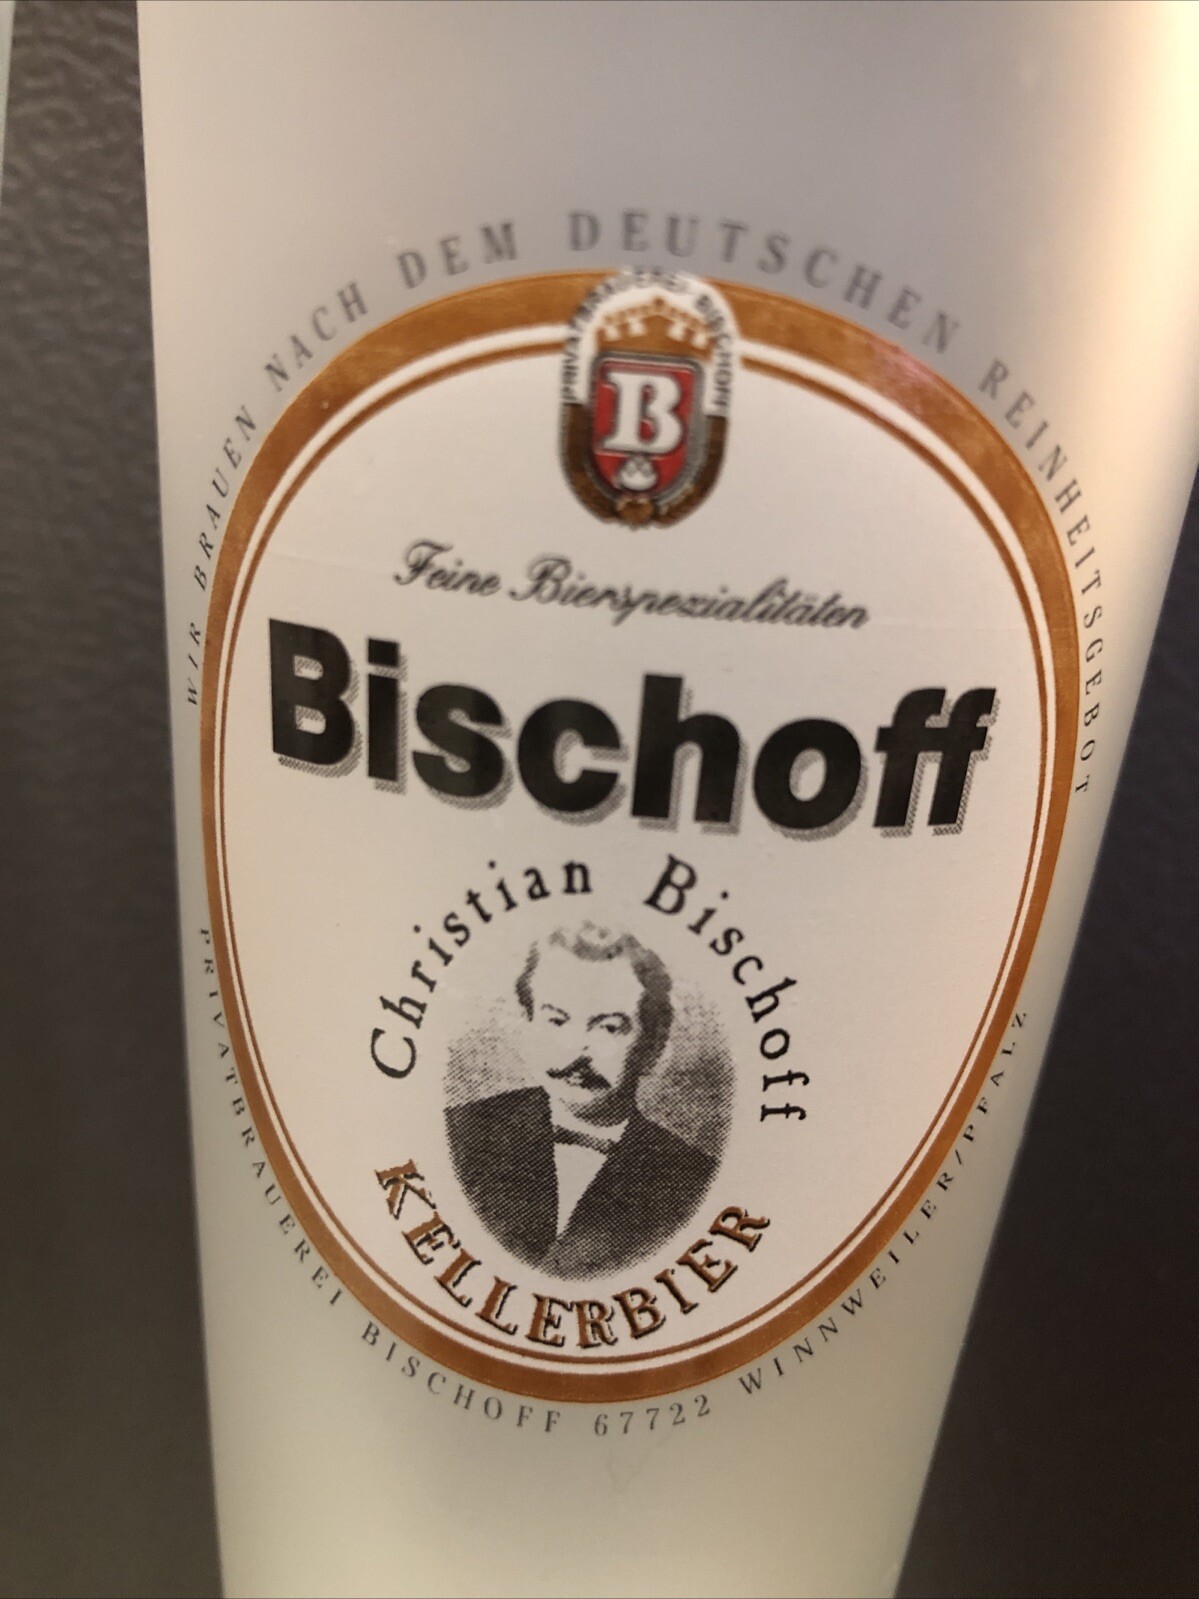 WIR BRAUEN NACH DEM DEUTSCHEN REINHEITSGEBOT
PRIVATBRAUEREI BISCHOFF
B
Feine Bierspezialitäten
Bischoff
Christian Bischoff
KELLERBIER
PRIVATBRAUEREI BISCHOFF 67722 WINNWEILER/PFALZ